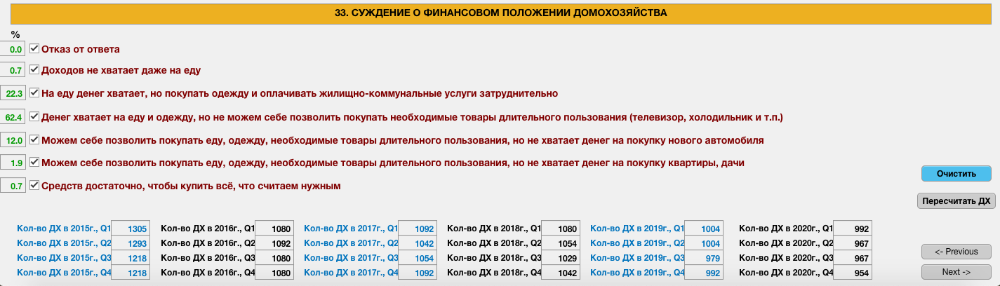 33. СУЖДЕНИЕ О ФИНАНСОВОМ ПОЛОЖЕНИИ ДОМОХОЗЯЙСТВА
%
0.0 Отказ от ответа
0.7 Доходов не хватает даже на еду
22.3 На еду денег хватает, но покупать одежду и оплачивать жилищно-коммунальные услуги затруднительно
62.4 Денег хватает на еду и одежду, но не можем себе позволить покупать необходимые товары длительного пользования (телевизор, холодильник и т.п.)
12.0 Можем себе позволить покупать еду, одежду, необходимые товары длительного пользования, но не хватает денег на покупку нового автомобиля
1.9 Можем себе позволить покупать еду, одежду, необходимые товары длительного пользования, но не хватает денег на покупку квартиры, дачи
Очистить
0.7 Средств достаточно, чтобы купить всё, что считаем нужным
Пересчитать ДХ
Кол-во ДХ в 2015г., Q1 1305 Кол-во ДХ в 2016г., Q1 1080 Кол-во ДХ в 2017г., Q1 1092 Кол-во ДХ в 2018г., Q1 1080 Кол-во ДХ в 2019г., Q1 1004 Кол-во ДХ в 2020г., Q1 992
Кол-во ДХ в 2015г., Q2 1293 Кол-во ДХ в 2016г., Q2 1092 Кол-во ДХ в 2017г., Q2 1042 Кол-во ДХ в 2018г., Q2 1054 Кол-во ДХ в 2019г., Q2 1004 Кол-во ДХ в 2020г., Q2 967
Кол-во ДХ в 2015г., Q3 1218 Кол-во ДХ в 2016г., Q3 1080 Кол-во ДХ в 2017г., Q3 1054 Кол-во ДХ в 2018г., Q3 1029 Кол-во ДХ в 2019г., Q3 979 Кол-во ДХ в 2020г., Q3 967
<- Previous
Кол-во ДХ в 2015г., Q4 1218 Кол-во ДХ в 2016г., Q4 1080 Кол-во ДХ в 2017г., Q4 1092 Кол-во ДХ в 2018г., Q4 1042 Кол-во ДХ в 2019г., Q4 992 Кол-во ДХ в 2020г., Q4 954
Next ->